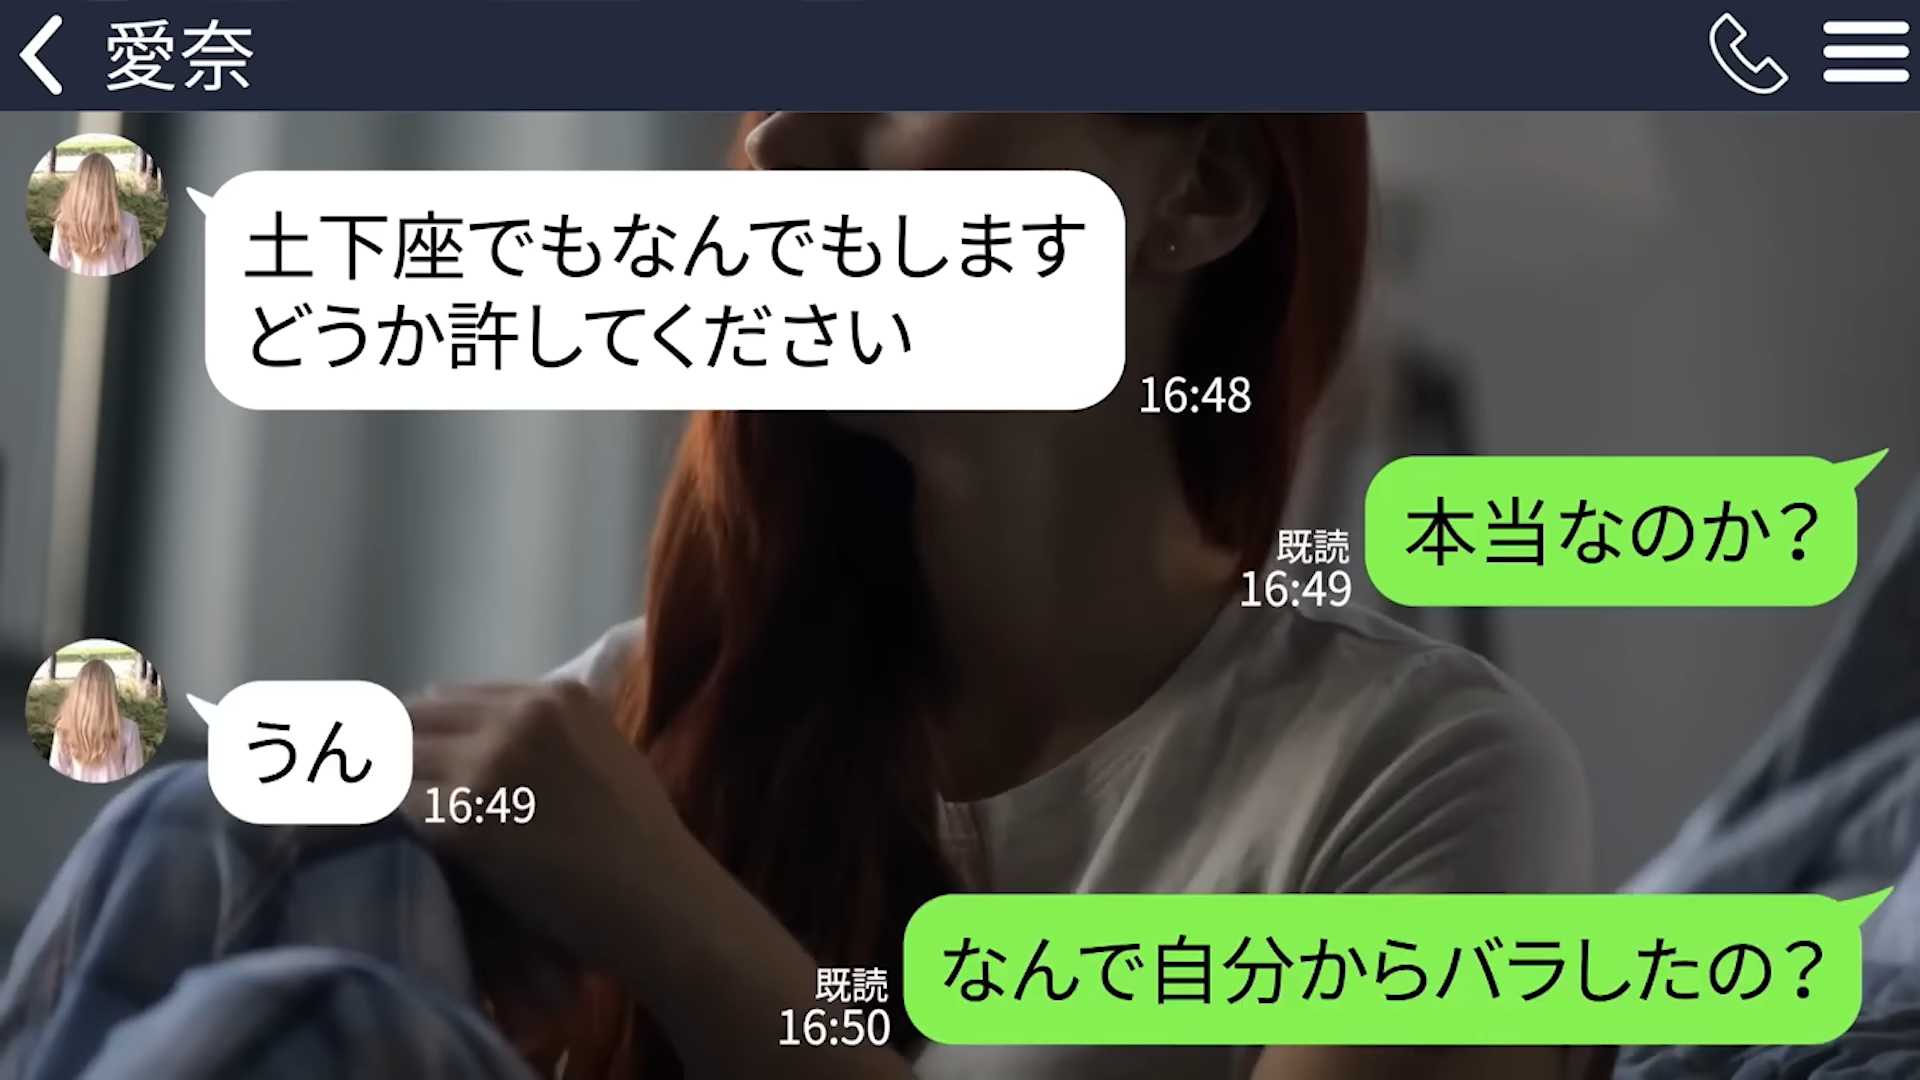 愛奈
土下座でもなんでもします
どうか許してください
16:48
本当なのか？
既読
16:49
うん
16:49
なんで自分からバラしたの？
既読
16:50